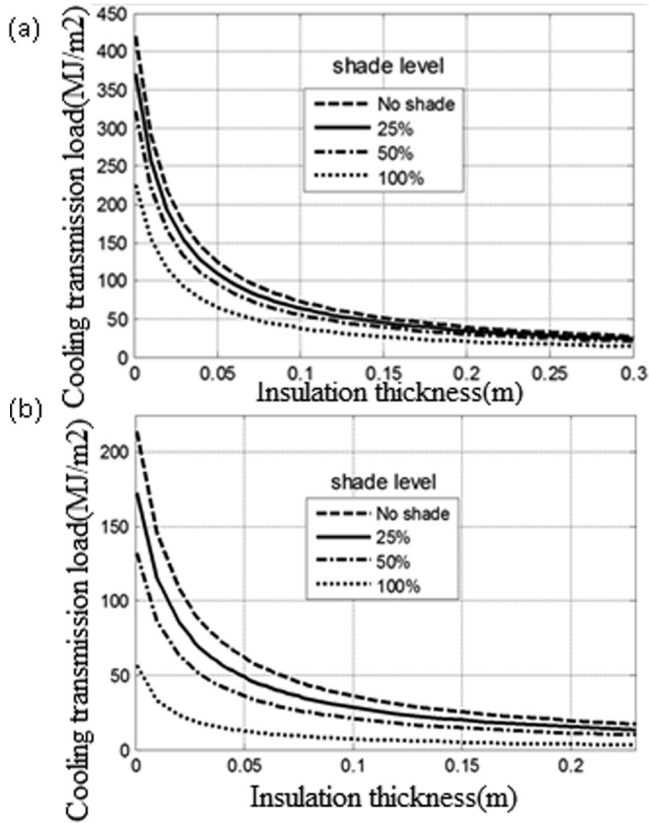 (a)
Cooling transmission load(MJ/m2)
450
400
350
300
250
200
150
100
50
0
shade level
No shade
25%
50%
100%
0 0.05 0.1 0.15 0.2 0.25 0.3
Insulation thickness(m)
(b)
Cooling transmission load(MJ/m2)
200
150
100
50
0
shade level
No shade
25%
50%
100%
0 0.05 0.1 0.15 0.2
Insulation thickness(m)